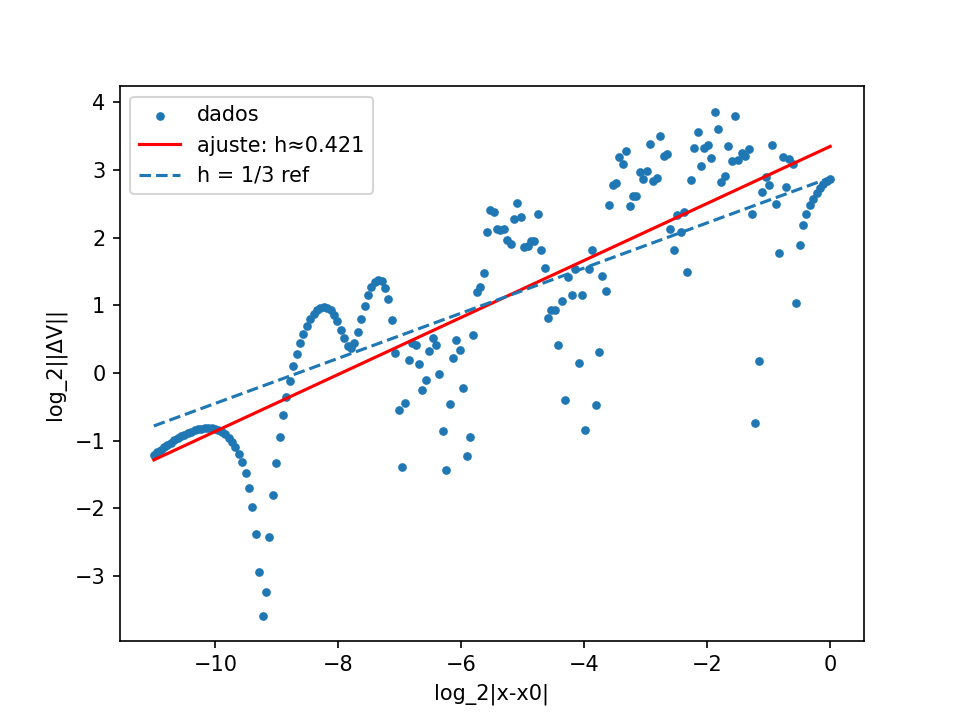 dados
ajuste: h≈0.421
h = 1/3 ref
4
3
2
1
0
−1
−2
−3
log_2||ΔV||
−10
−8
−6
−4
−2
0
log_2|x-x0|